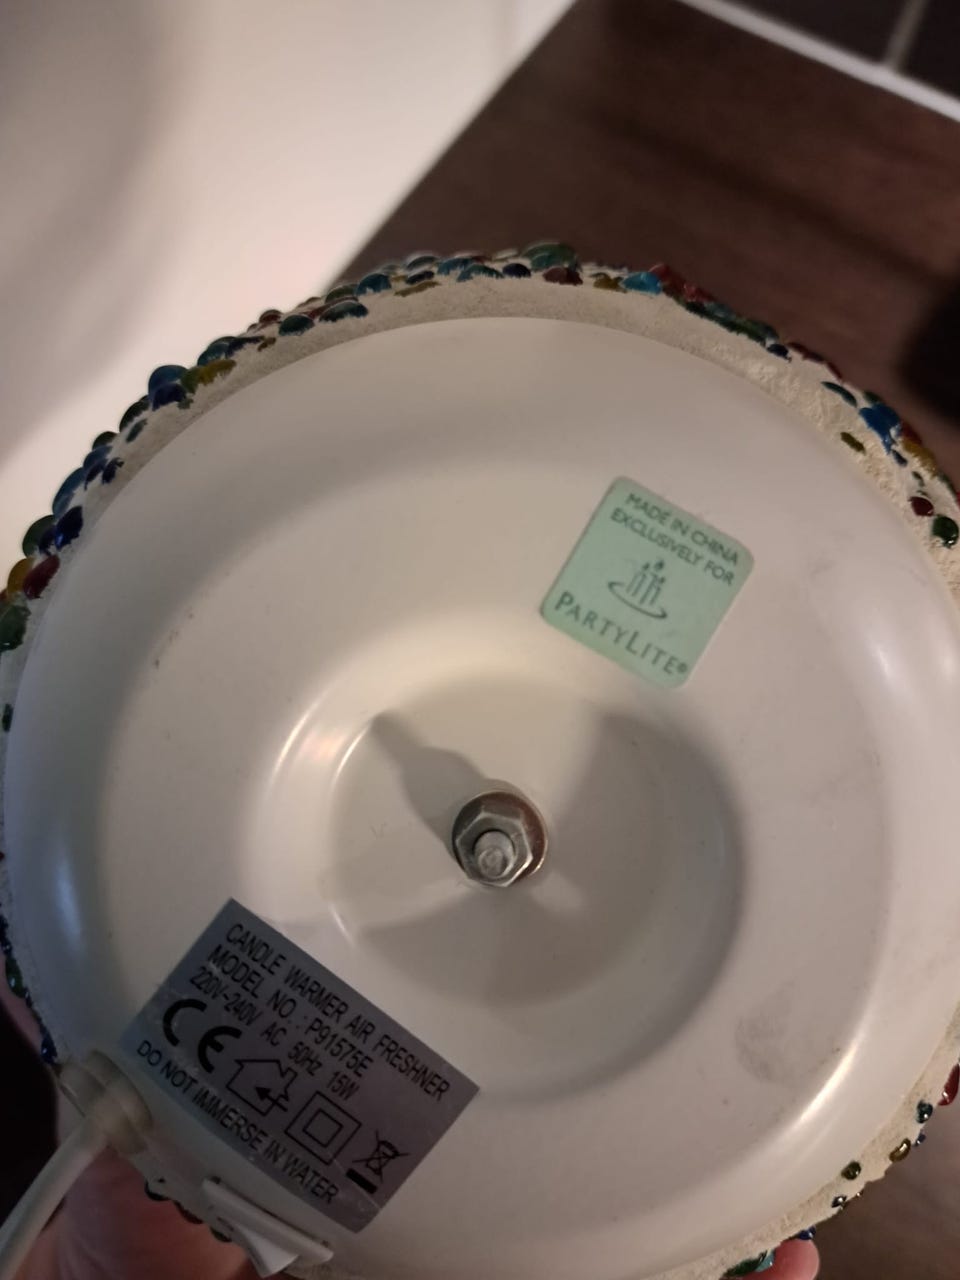 MADE IN CHINA
EXCLUSIVELY FOR
PARTYLITE®
CANDLE WARMER AIR FRESHNER
MODEL NO.: P91575E
220V~240V AC 50Hz 15W
CE
DO NOT IMMERSE IN WATER